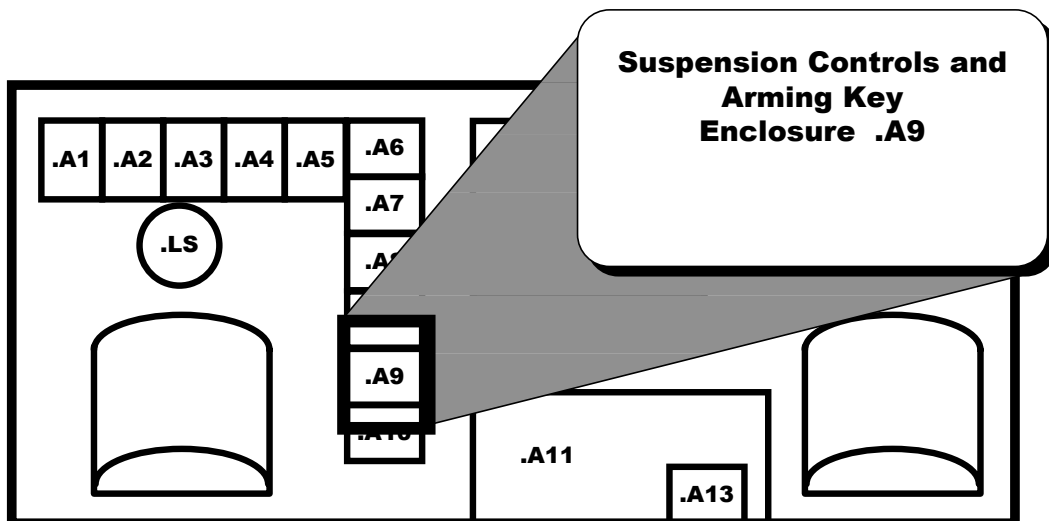 Suspension Controls and
Arming Key
Enclosure .A9
.A1 .A2 .A3 .A4 .A5 .A6
.A7
.LS
.A9
.A11
.A13